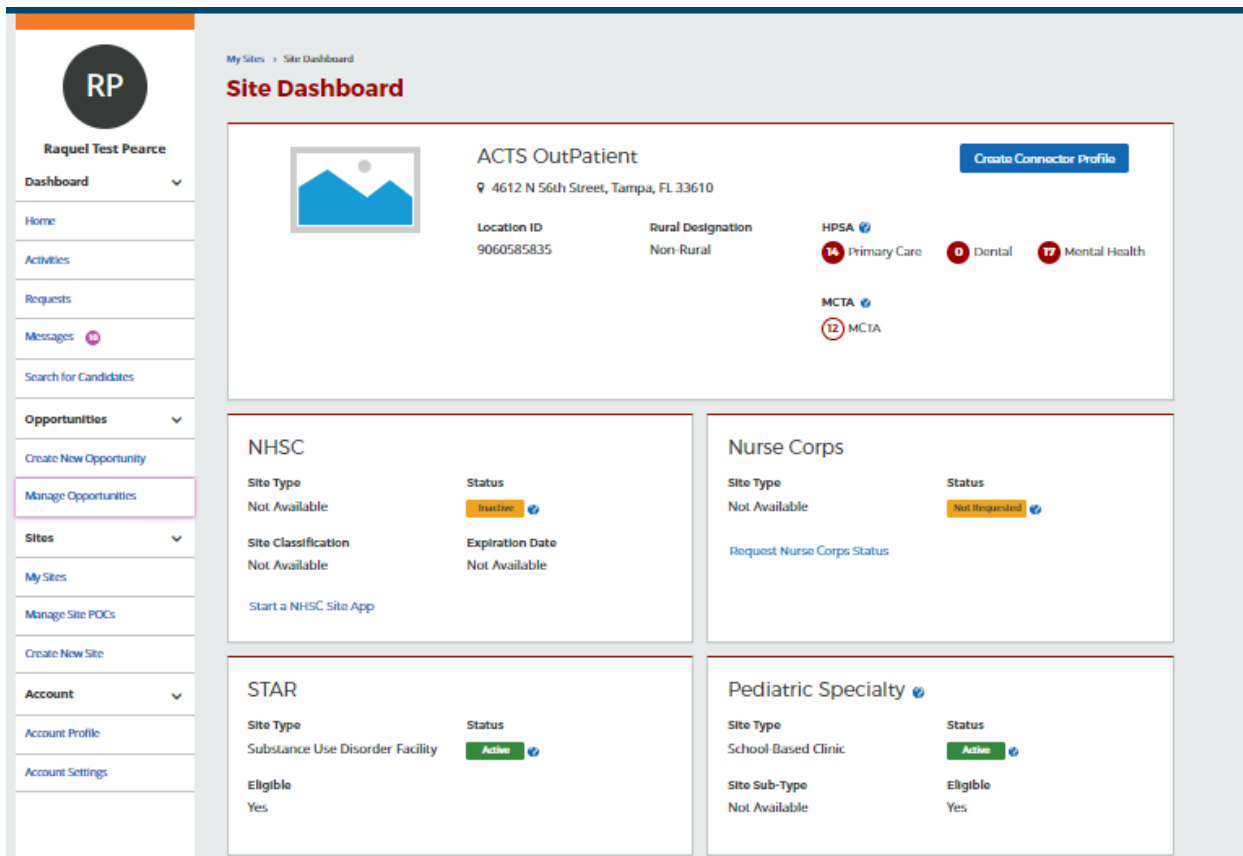 RP
Raquel Test Pearce
Dashboard
Home
Activities
Requests
Messages 10
Search for Candidates
Opportunities
Create New Opportunity
Manage Opportunities
Sites
My Sites
Manage Site POCs
Create New Site
Account
Account Profile
Account Settings
My Sites > Site Dashboard
Site Dashboard
ACTS OutPatient
Create Connector Profile
4612 N 56th Street, Tampa, FL 33610
Location ID Rural Designation HPSA ?
9060585835 Non-Rural 14 Primary Care 0 Dental 17 Mental Health
MCTA ?
12 MCTA
NHSC
Site Type Status
Not Available Inactive ?
Site Classification Expiration Date
Not Available Not Available
Start a NHSC Site App
Nurse Corps
Site Type Status
Not Available Not Requested ?
Request Nurse Corps Status
STAR
Site Type Status
Substance Use Disorder Facility Active ?
Eligible
Yes
Pediatric Specialty ?
Site Type Status
School-Based Clinic Active ?
Site Sub-Type Eligible
Not Available Yes